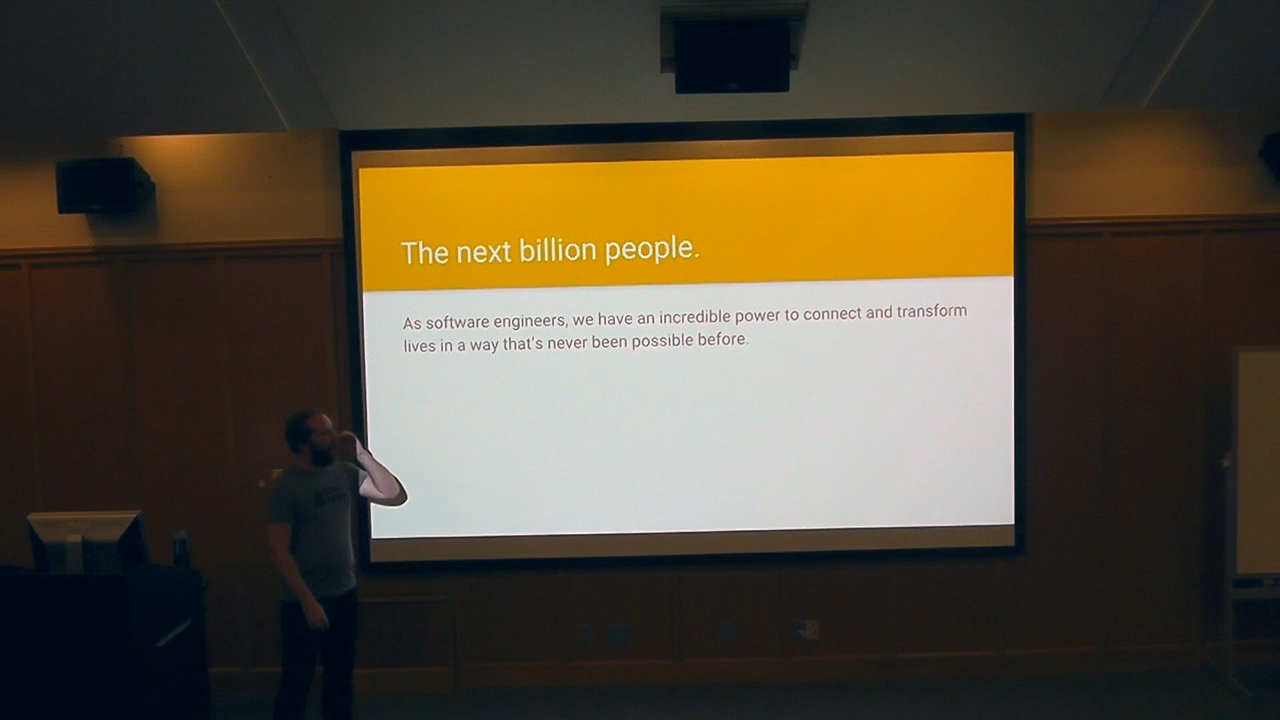 The next billion people.
As software engineers, we have an incredible power to connect and transform
lives in a way that's never been possible before.